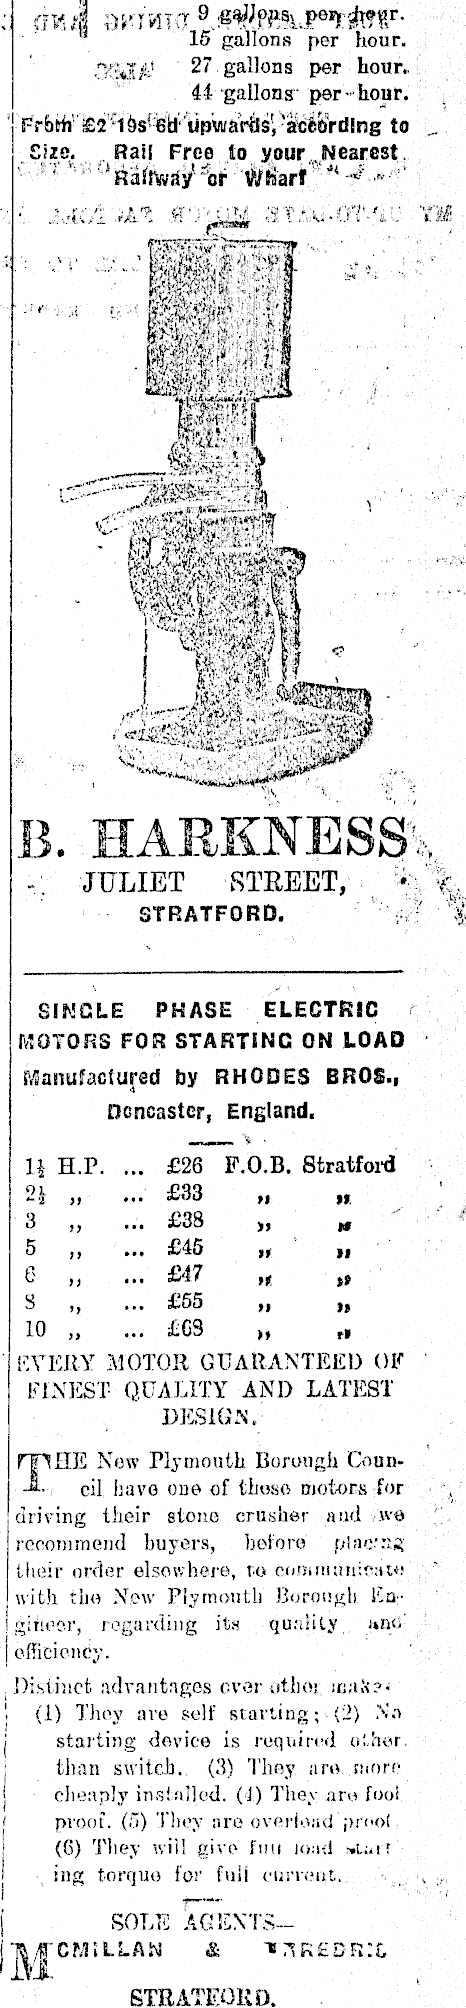 9 gallons per hour.
15 gallons per hour.
27 gallons per hour.
44 gallons per hour.
From £2 19s 6d upwards, according to
Size. Rail Free to your Nearest
Railway or Wharf
B. HARKNESS
JULIET STREET,
STRATFORD.
SINGLE PHASE ELECTRIC
MOTORS FOR STARTING ON LOAD
Manufactured by RHODES BROS.,
Doncaster, England.
1½ H.P. ... £26 F.O.B. Stratford
2½ ,, ... £33 ,, ,,
3 ,, ... £38 ,, ,,
5 ,, ... £45 ,, ,,
6 ,, ... £47 ,, ,,
8 ,, ... £55 ,, ,,
10 ,, ... £68 ,, ,,
EVERY MOTOR GUARANTEED OF
FINEST QUALITY AND LATEST
DESIGN.
THE New Plymouth Borough Coun-
cil have one of these motors for
driving their stone crusher and we
recommend buyers, before placing
their order elsewhere, to communicate
with the New Plymouth Borough En-
gineer, regarding its quality and
efficiency.
Distinct advantages over other makes
(1) They are self starting; (2) No
starting device is required other
than switch. (3) They are more
cheaply installed. (4) They are fool
proof. (5) They are overload proof
(6) They will give full load start
ing torque for full current.
SOLE AGENTS—
McMILLAN &
STRATFORD.